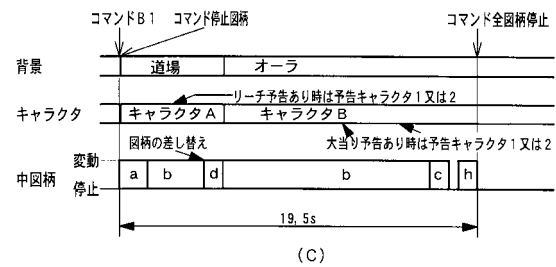 コマンドB1
コマンド停止図柄
コマンド全図柄停止
背景
道場
オーラ
リーチ予告あり時は予告キャラクタ1又は2
キャラクタ
キャラクタA
キャラクタB
図柄の差し替え
大当り予告あり時は予告キャラクタ1又は2
変動
中図柄
停止
a
b
d
b
c
h
19,5s
(C)